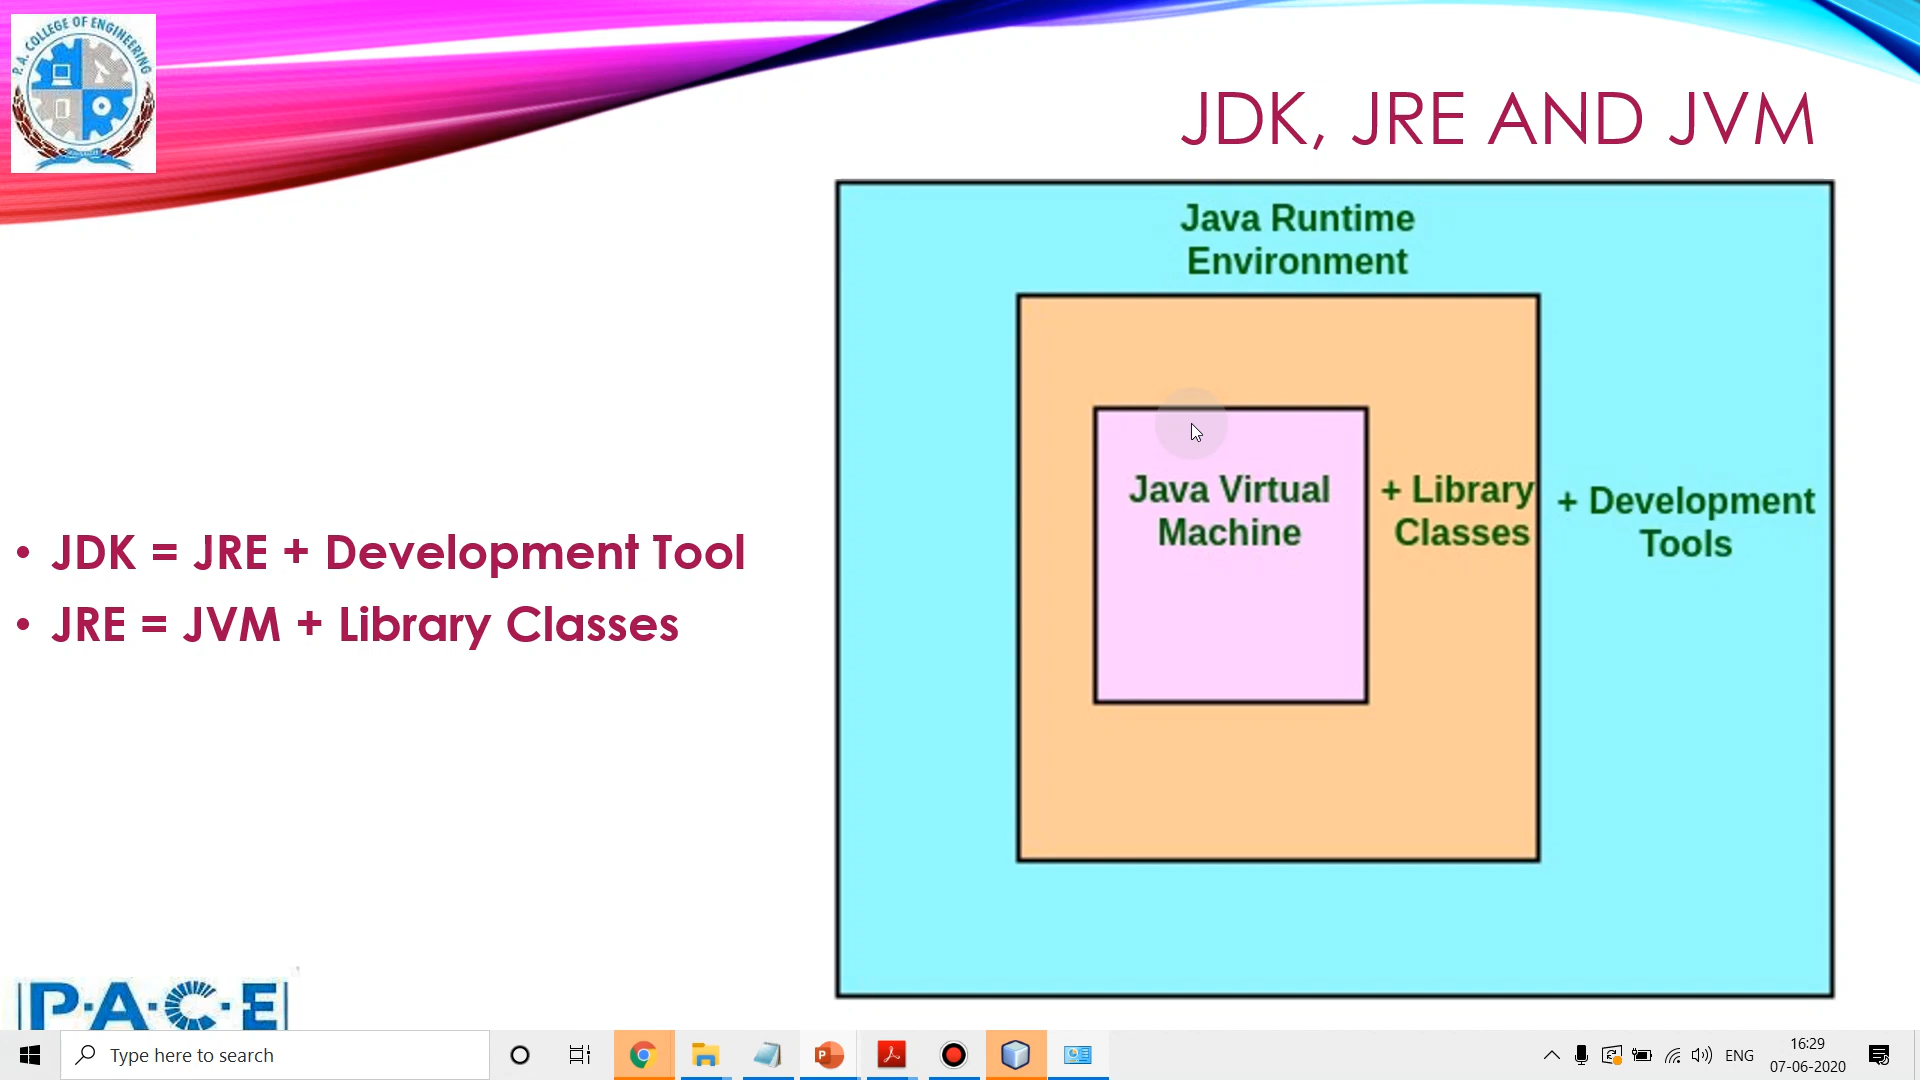 P.A. COLLEGE OF ENGINEERING
JDK, JRE AND JVM
Java Runtime
Environment
Java Virtual
Machine
+ Library
Classes
+ Development
Tools
• JDK = JRE + Development Tool
• JRE = JVM + Library Classes
P·A·C·E
Type here to search
ENG
16:29
07-06-2020